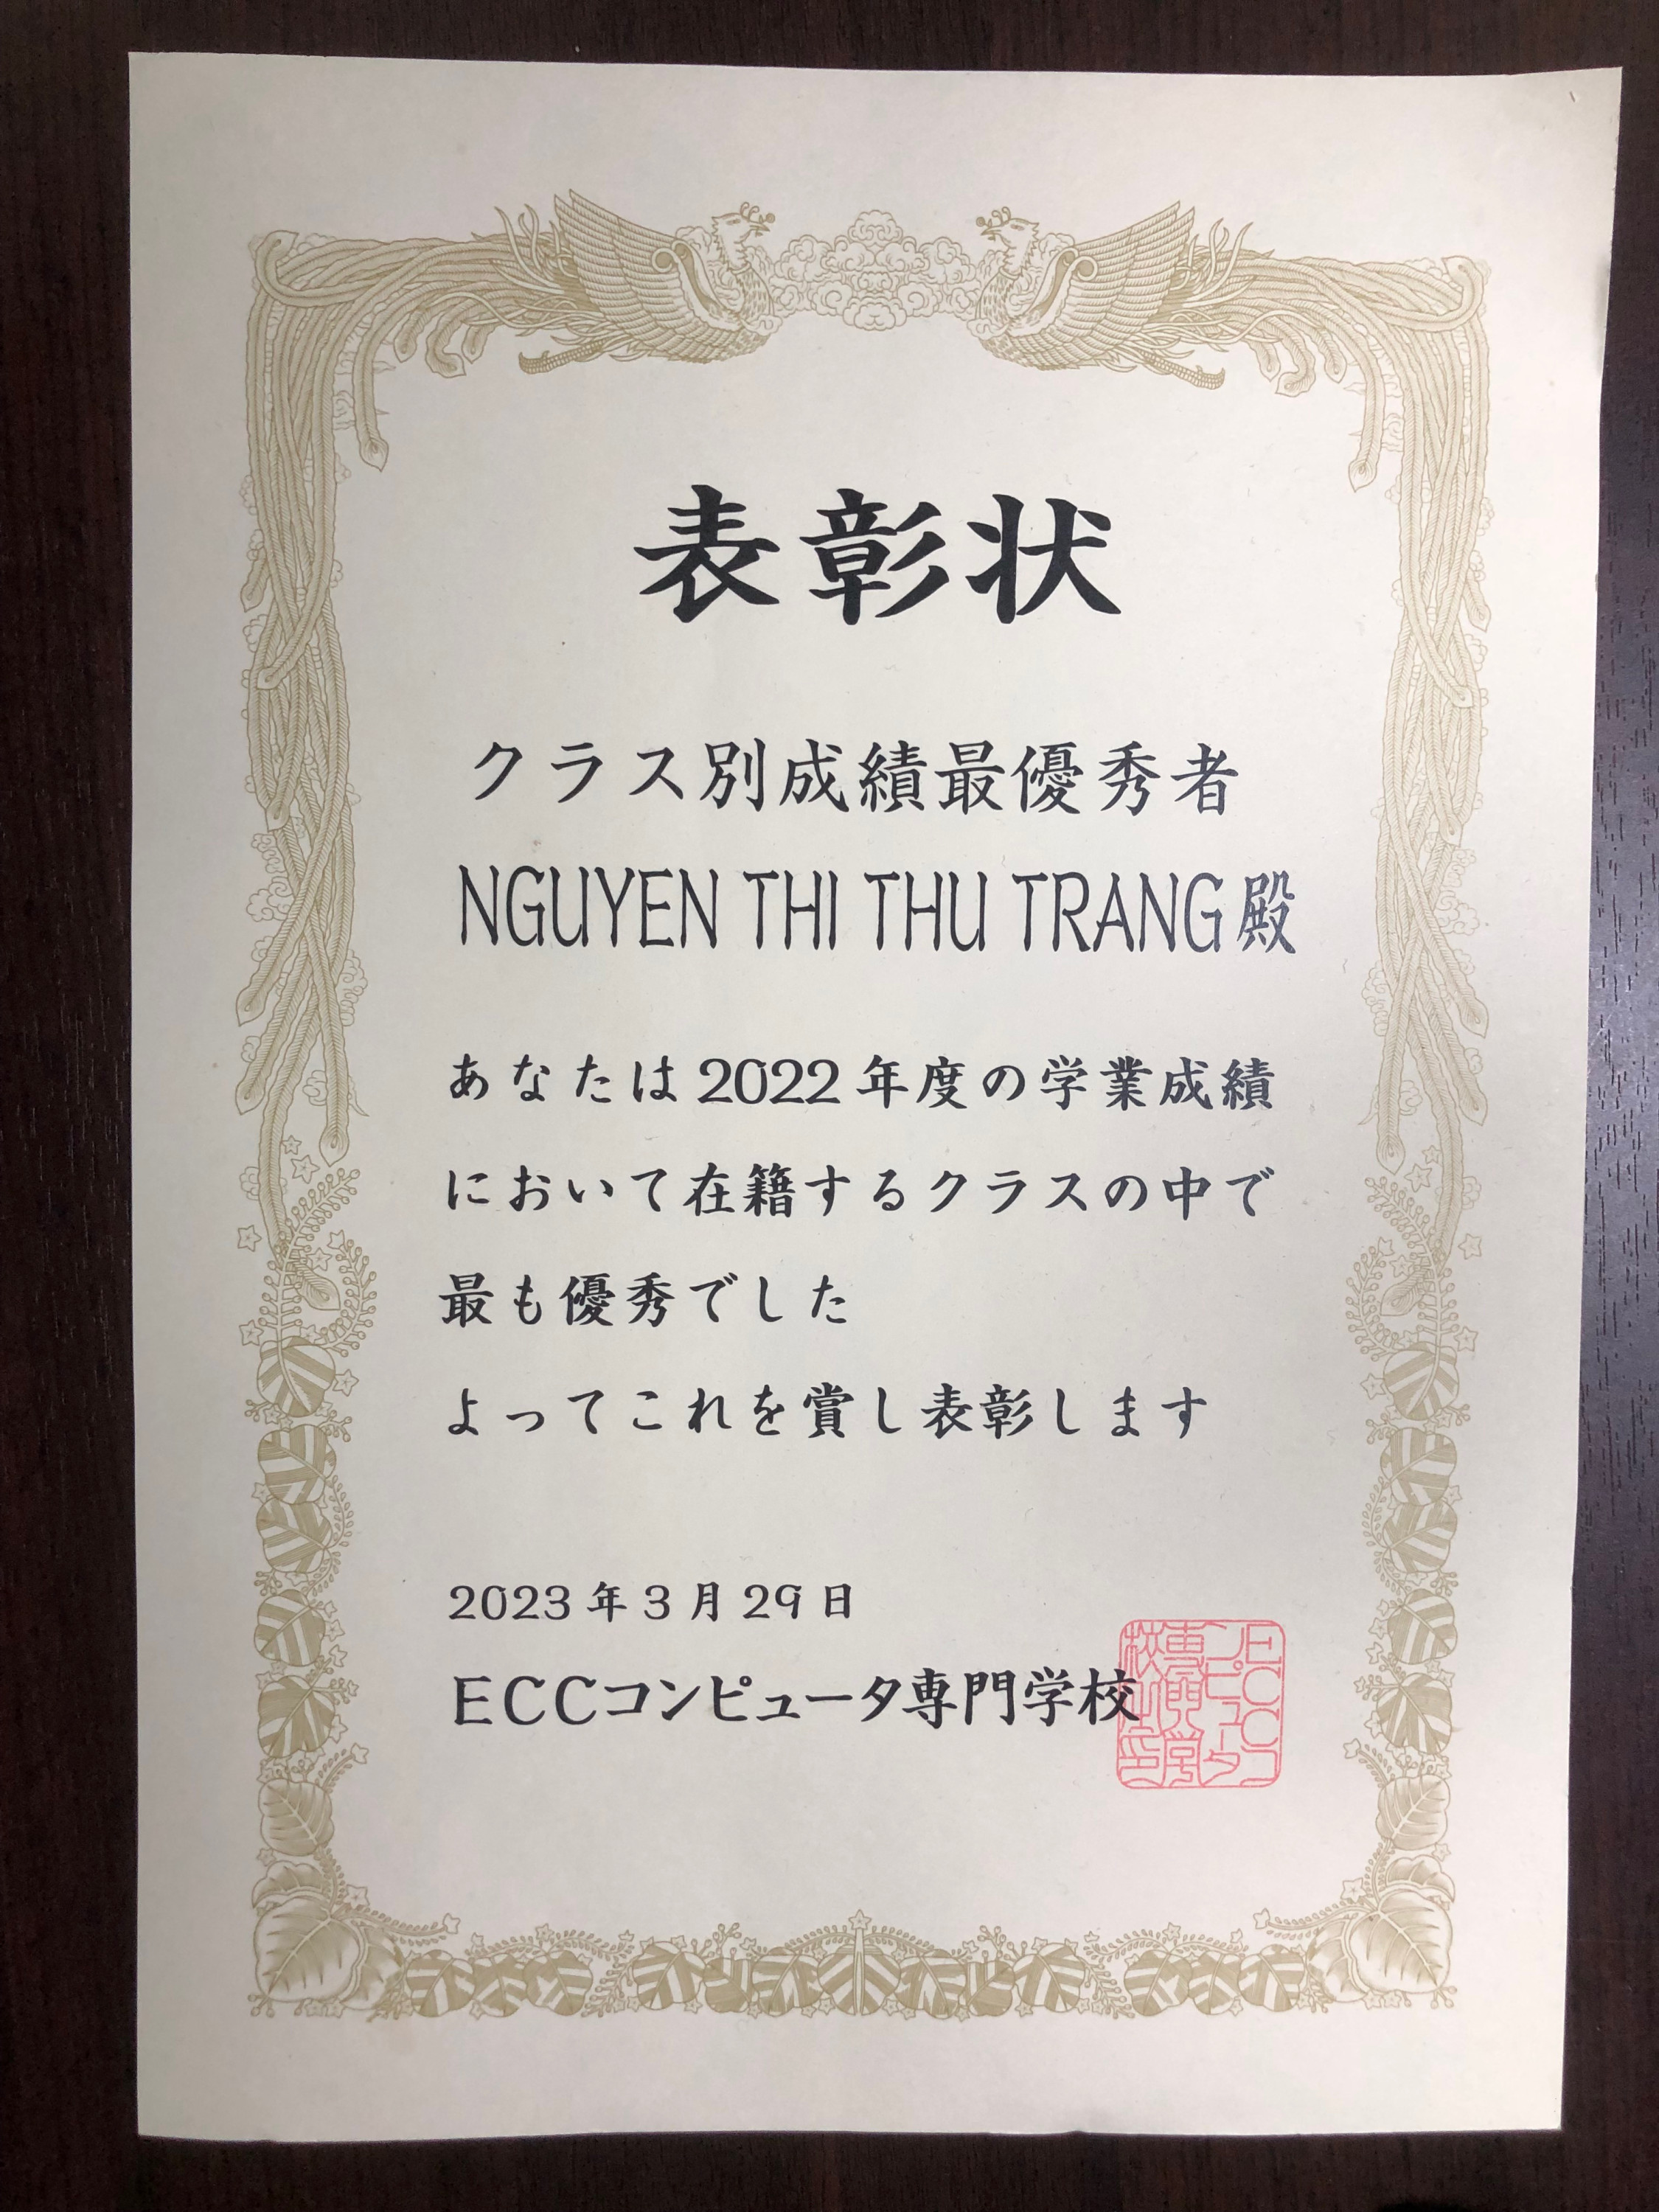 表彰状
クラス別成績最優秀者
NGUYEN THI THU TRANG殿
あなたは2022年度の学業成績
において在籍するクラスの中で
最も優秀でした
よってこれを賞し表彰します
2023年3月29日
ECCコンピュータ専門学校
ECCコ
ンピュータ
専門学
校之印